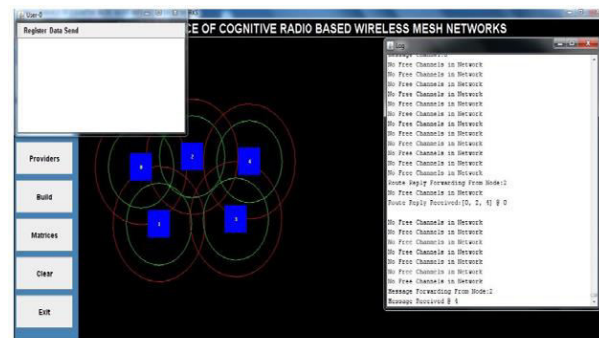 User-0
Register Data Send
CE OF COGNITIVE RADIO BASED WIRELESS MESH NETWORKS
Providers
Build
Matrices
Clear
Exit
0
2
4
1
3
No Free Channels in Network
No Free Channels in Network
No Free Channels in Network
No Free Channels in Network
No Free Channels in Network
No Free Channels in Network
No Free Channels in Network
No Free Channels in Network
No Free Channels in Network
No Free Channels in Network
No Free Channels in Network
No Free Channels in Network
Route Reply Forwarding From Node:2
No Free Channels in Network
Route Reply Received:[0, 2, 4] @ 0
No Free Channels in Network
No Free Channels in Network
No Free Channels in Network
No Free Channels in Network
No Free Channels in Network
No Free Channels in Network
No Free Channels in Network
Message Forwarding From Node:2
Message Received @ 4